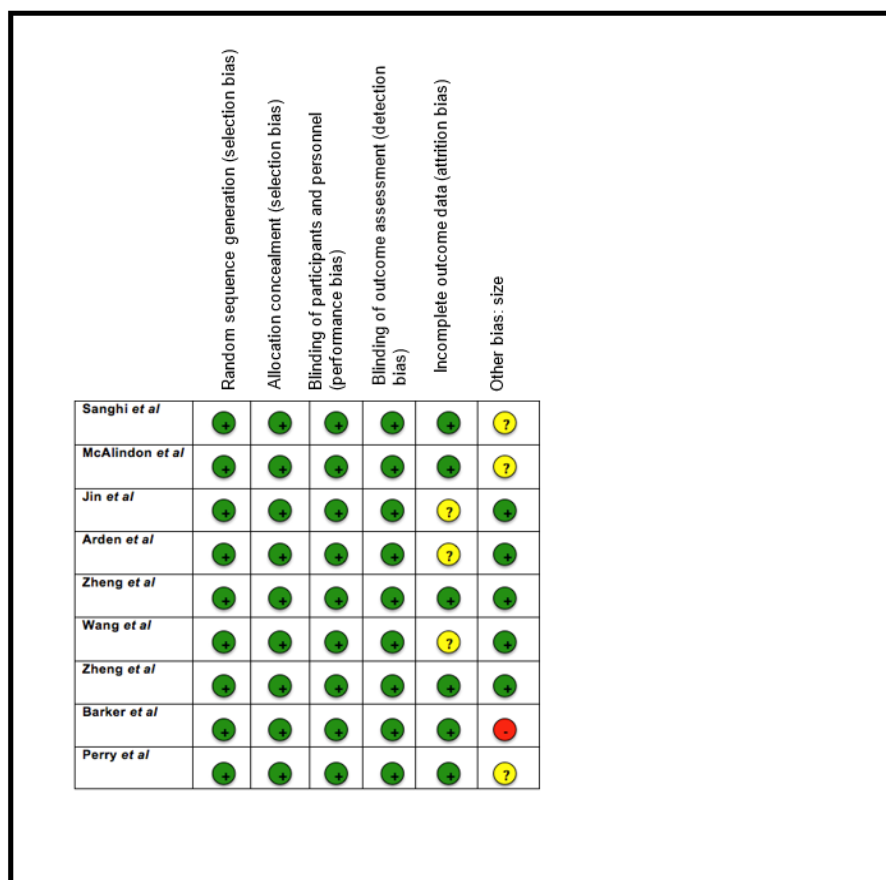 Random sequence generation (selection bias)
Allocation concealment (selection bias)
Blinding of participants and personnel
(performance bias)
Blinding of outcome assessment (detection
bias)
Incomplete outcome data (attrition bias)
Other bias: size
Sanghi et al + + + + + ?
McAlindon et al + + + + + ?
Jin et al + + + + ? +
Arden et al + + + + ? +
Zheng et al + + + + + +
Wang et al + + + + ? +
Zheng et al + + + + + +
Barker et al + + + + + -
Perry et al + + + + + ?